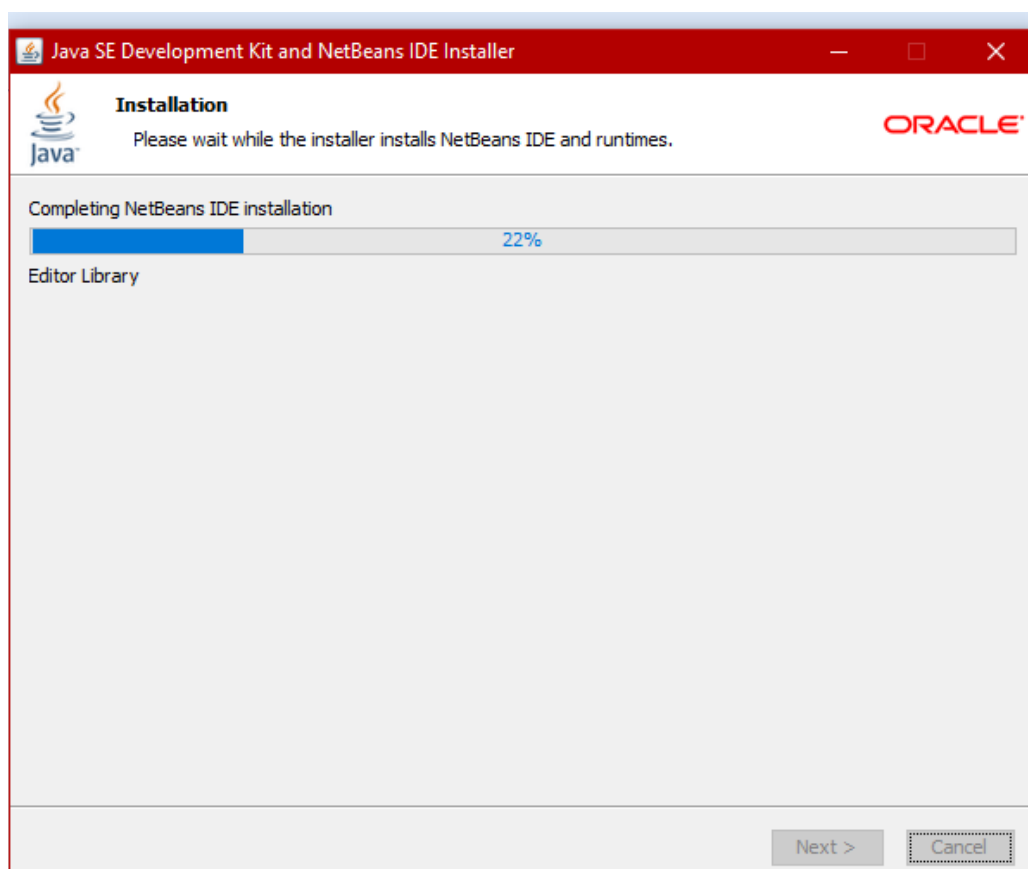 Java SE Development Kit and NetBeans IDE Installer
Installation
Please wait while the installer installs NetBeans IDE and runtimes.
Java™
ORACLE
Completing NetBeans IDE installation
22%
Editor Library
Next >
Cancel